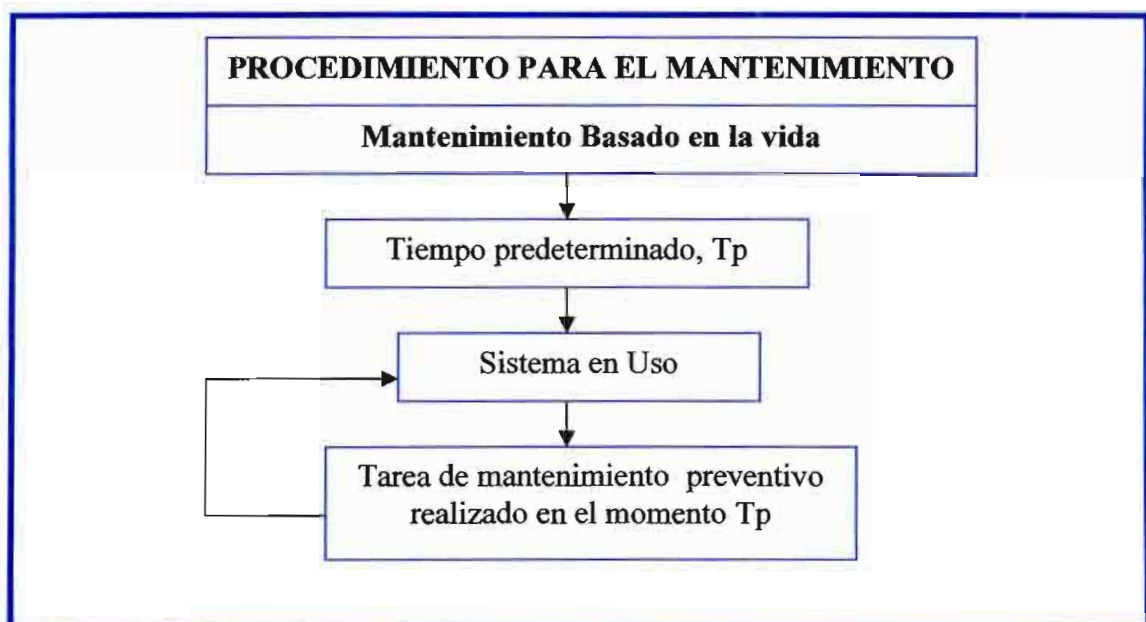 PROCEDIMIENTO PARA EL MANTENIMIENTO
Mantenimiento Basado en la vida
Tiempo predeterminado, Tp
Sistema en Uso
Tarea de mantenimiento preventivo
realizado en el momento Tp